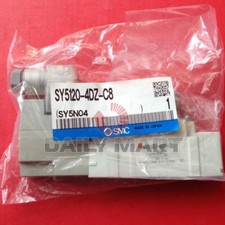 SY5120-4DZ-C8
[SY5N04 ] 1
SMC
MADE IN JAPAN
DAILY MART